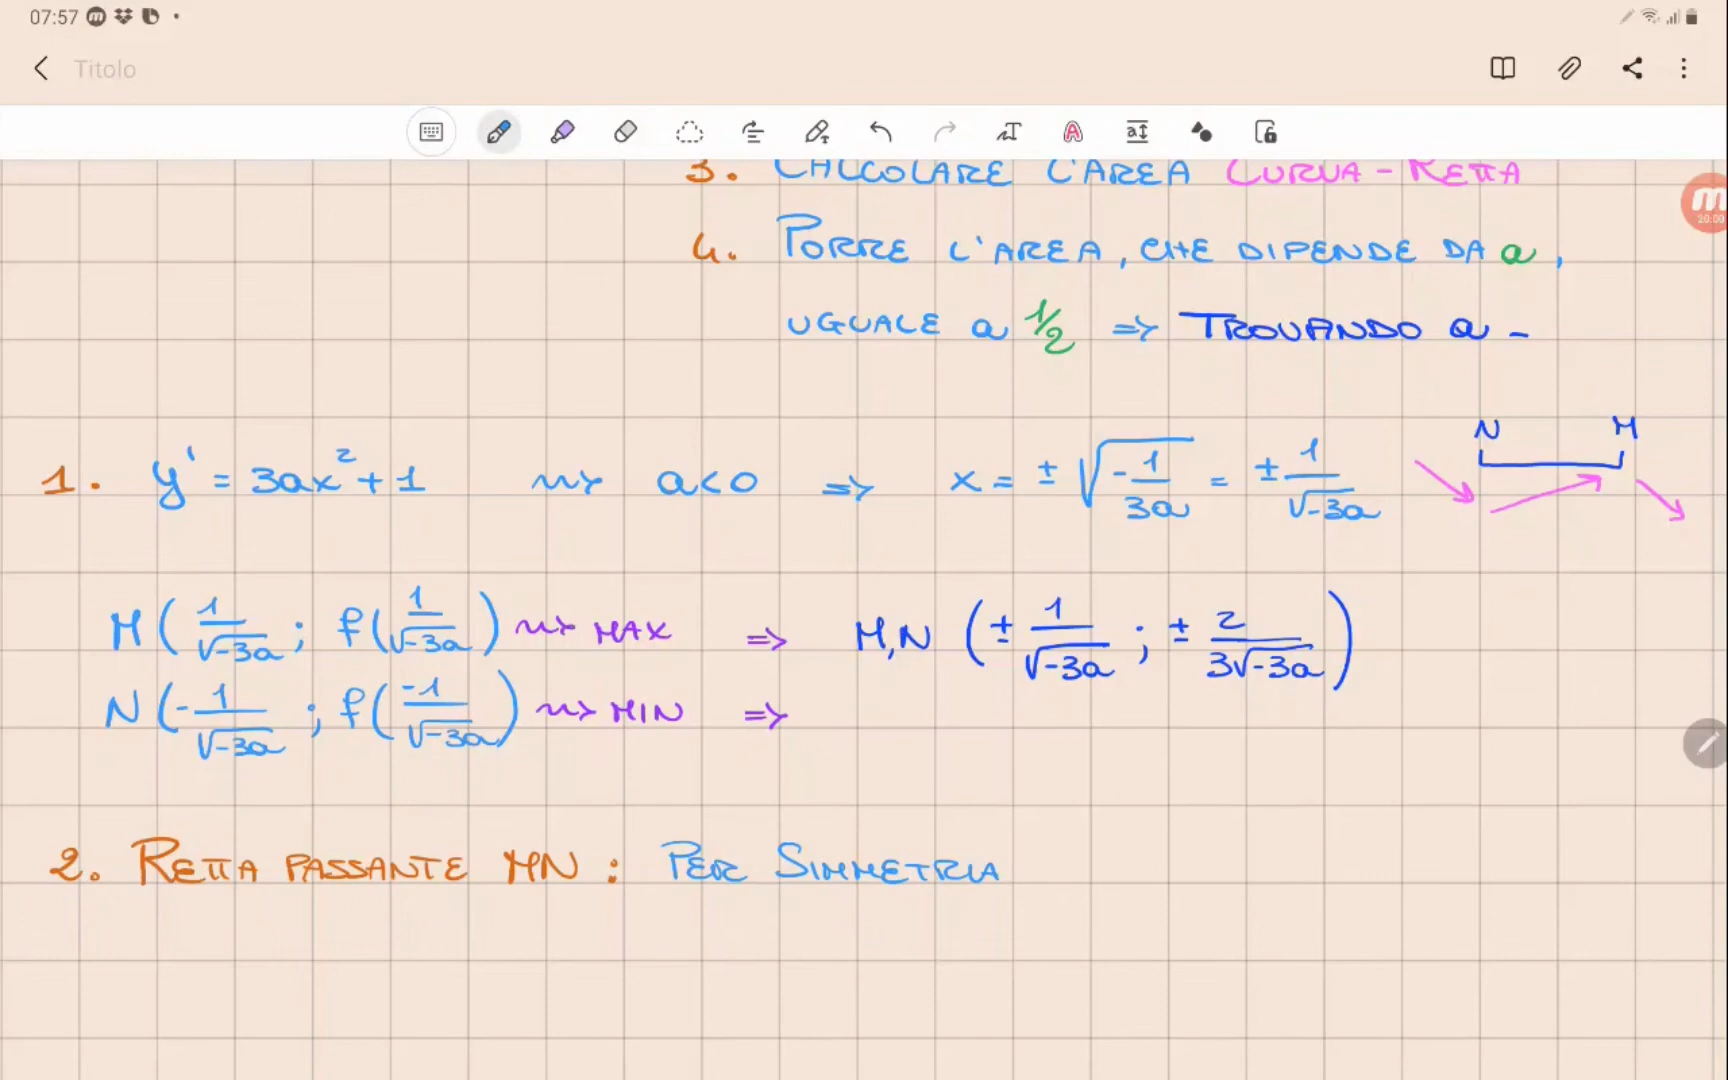 07:57
Titolo
3. CALCOLARE L'AREA CURVA-RETTA
20:09
4. PORRE L'AREA, CHE DIPENDE DA a,
UGUALE a 1/2 => TROVANDO a -
N M
1. y' = 3ax² + 1 ~> a<0 => x = ± √(-1/3a) = ± 1/√-3a
M (1/√-3a ; f(1/√-3a) ~> MAX => M,N (± 1/√-3a ; ± 2/3√-3a)
N (-1/√-3a ; f(-1/√-3a) ~> MIN =>
2. RETTA PASSANTE MN : PER SIMMETRIA